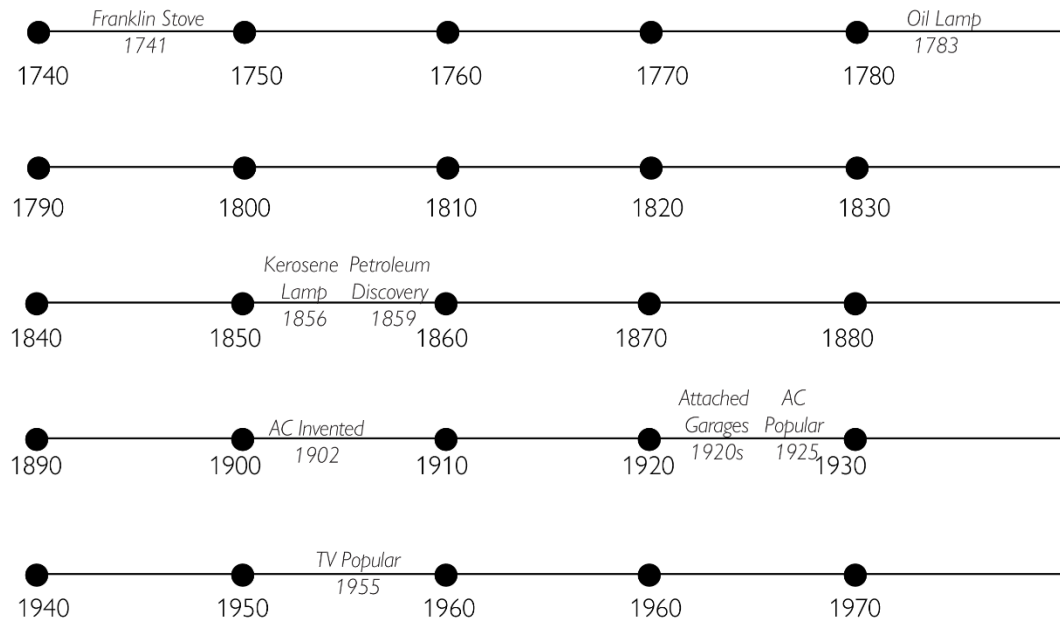 Franklin Stove Oil Lamp
1741 1783
1740 1750 1760 1770 1780
1790 1800 1810 1820 1830
Kerosene Petroleum
Lamp Discovery
1856 1859
1840 1850 1860 1870 1880
Attached AC
AC Invented Garages Popular
1902 1920s 1925
1890 1900 1910 1920 1930
TV Popular
1955
1940 1950 1960 1960 1970